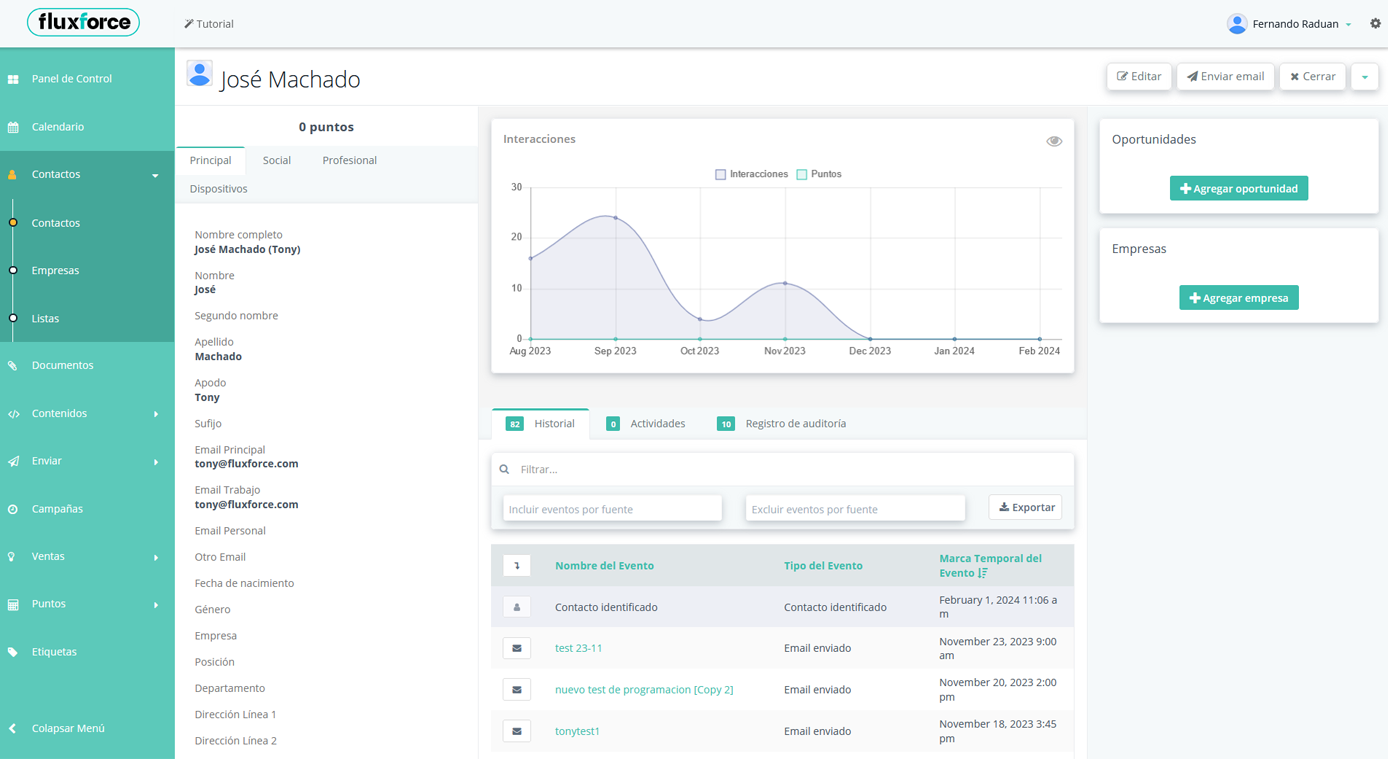 fluxforce
Tutorial
Fernando Raduan
Panel de Control
Calendario
Contactos
Contactos
Empresas
Listas
Documentos
Contenidos
Enviar
Campañas
Ventas
Puntos
Etiquetas
Colapsar Menú
José Machado
Editar
Enviar email
Cerrar
0 puntos
Principal
Social
Profesional
Dispositivos
Nombre completo
José Machado (Tony)
Nombre
José
Segundo nombre
Apellido
Machado
Apodo
Tony
Sufijo
Email Principal
tony@fluxforce.com
Email Trabajo
tony@fluxforce.com
Email Personal
Otro Email
Fecha de nacimiento
Género
Empresa
Posición
Departamento
Dirección Línea 1
Dirección Línea 2
Interacciones
Interacciones Puntos
30
20
10
0
Aug 2023 Sep 2023 Oct 2023 Nov 2023 Dec 2023 Jan 2024 Feb 2024
82 Historial
0 Actividades
10 Registro de auditoría
Filtrar...
Incluir eventos por fuente
Excluir eventos por fuente
Exportar
Nombre del Evento
Tipo del Evento
Marca Temporal del
Evento
Contacto identificado
Contacto identificado
February 1, 2024 11:06 a
m
test 23-11
Email enviado
November 23, 2023 9:00
am
nuevo test de programacion [Copy 2]
Email enviado
November 20, 2023 2:00
pm
tonytest1
Email enviado
November 18, 2023 3:45
pm
Oportunidades
Agregar oportunidad
Empresas
Agregar empresa